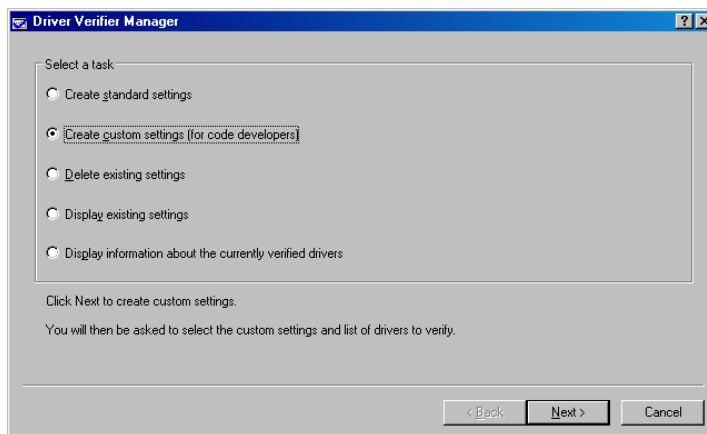 Driver Verifier Manager
Select a task
Create standard settings
Create custom settings (for code developers)
Delete existing settings
Display existing settings
Display information about the currently verified drivers
Click Next to create custom settings.
You will then be asked to select the custom settings and list of drivers to verify.
< Back Next > Cancel